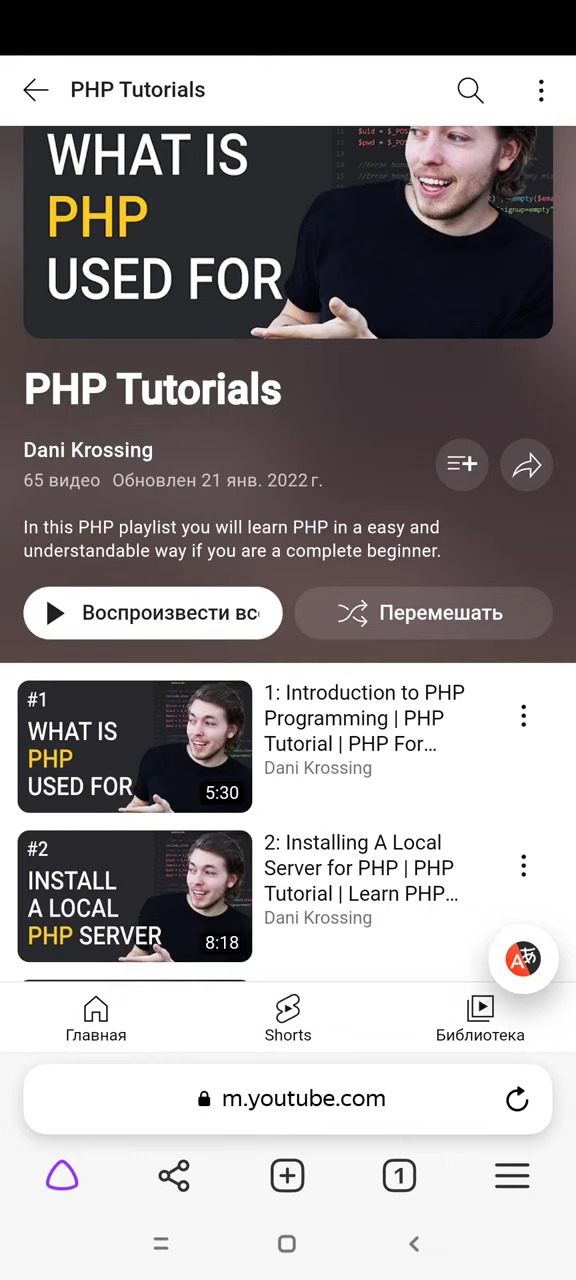 PHP Tutorials
WHAT IS
PHP
USED FOR
PHP Tutorials
Dani Krossing
65 видео Обновлен 21 янв. 2022 г.
In this PHP playlist you will learn PHP in a easy and
understandable way if you are a complete beginner.
Воспроизвести вс
Перемешать
#1
WHAT IS
PHP
USED FOR
5:30
1: Introduction to PHP
Programming | PHP
Tutorial | PHP For…
Dani Krossing
#2
INSTALL
A LOCAL
PHP SERVER
8:18
2: Installing A Local
Server for PHP | PHP
Tutorial | Learn PHP…
Dani Krossing
Главная
Shorts
Библиотека
m.youtube.com
1